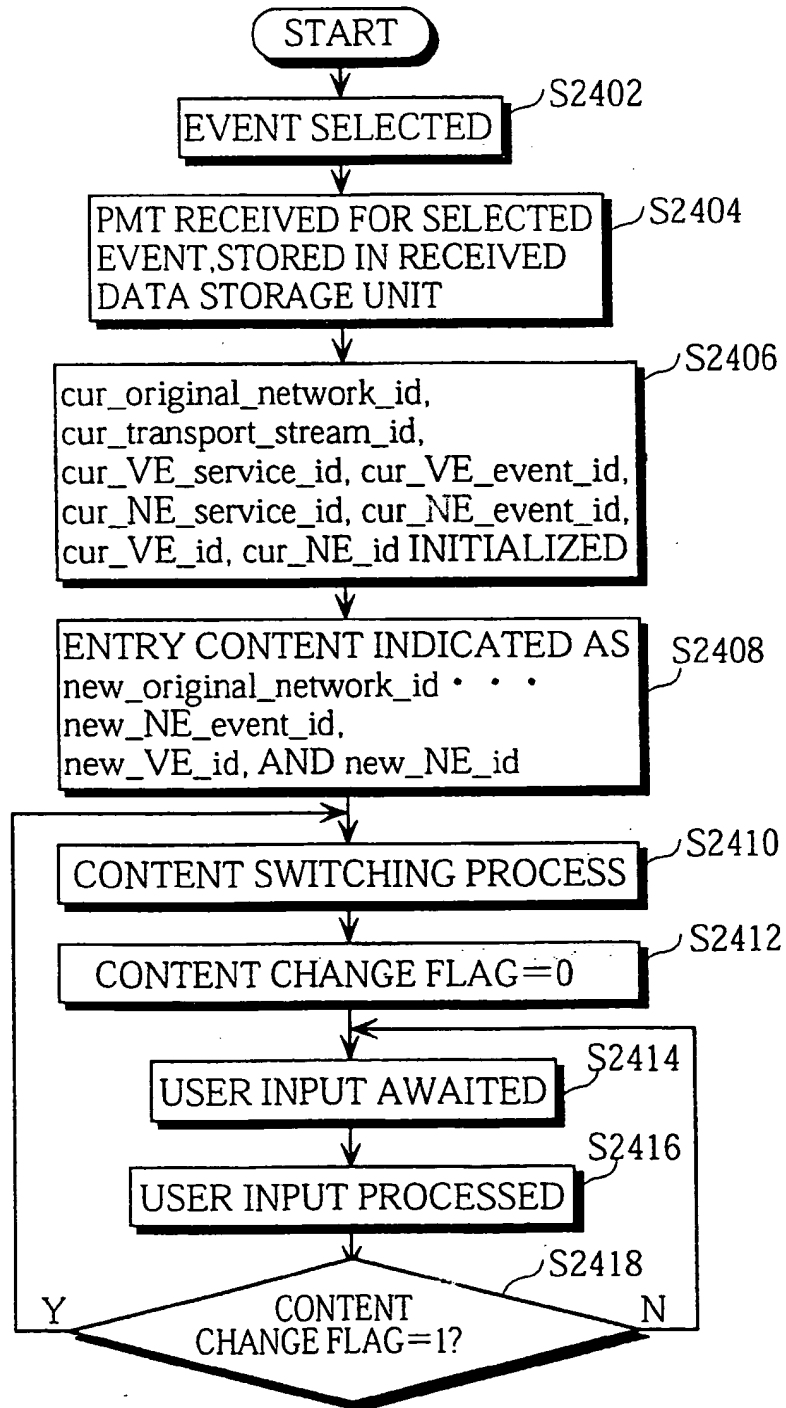 START
S2402
EVENT SELECTED
S2404
PMT RECEIVED FOR SELECTED
EVENT,STORED IN RECEIVED
DATA STORAGE UNIT
S2406
cur_original_network_id,
cur_transport_stream_id,
cur_VE_service_id, cur_VE_event_id,
cur_NE_service_id, cur_NE_event_id,
cur_VE_id, cur_NE_id INITIALIZED
S2408
ENTRY CONTENT INDICATED AS
new_original_network_id・・・
new_NE_event_id,
new_VE_id, AND new_NE_id
S2410
CONTENT SWITCHING PROCESS
S2412
CONTENT CHANGE FLAG=0
S2414
USER INPUT AWAITED
S2416
USER INPUT PROCESSED
S2418
Y
CONTENT
CHANGE FLAG=1?
N